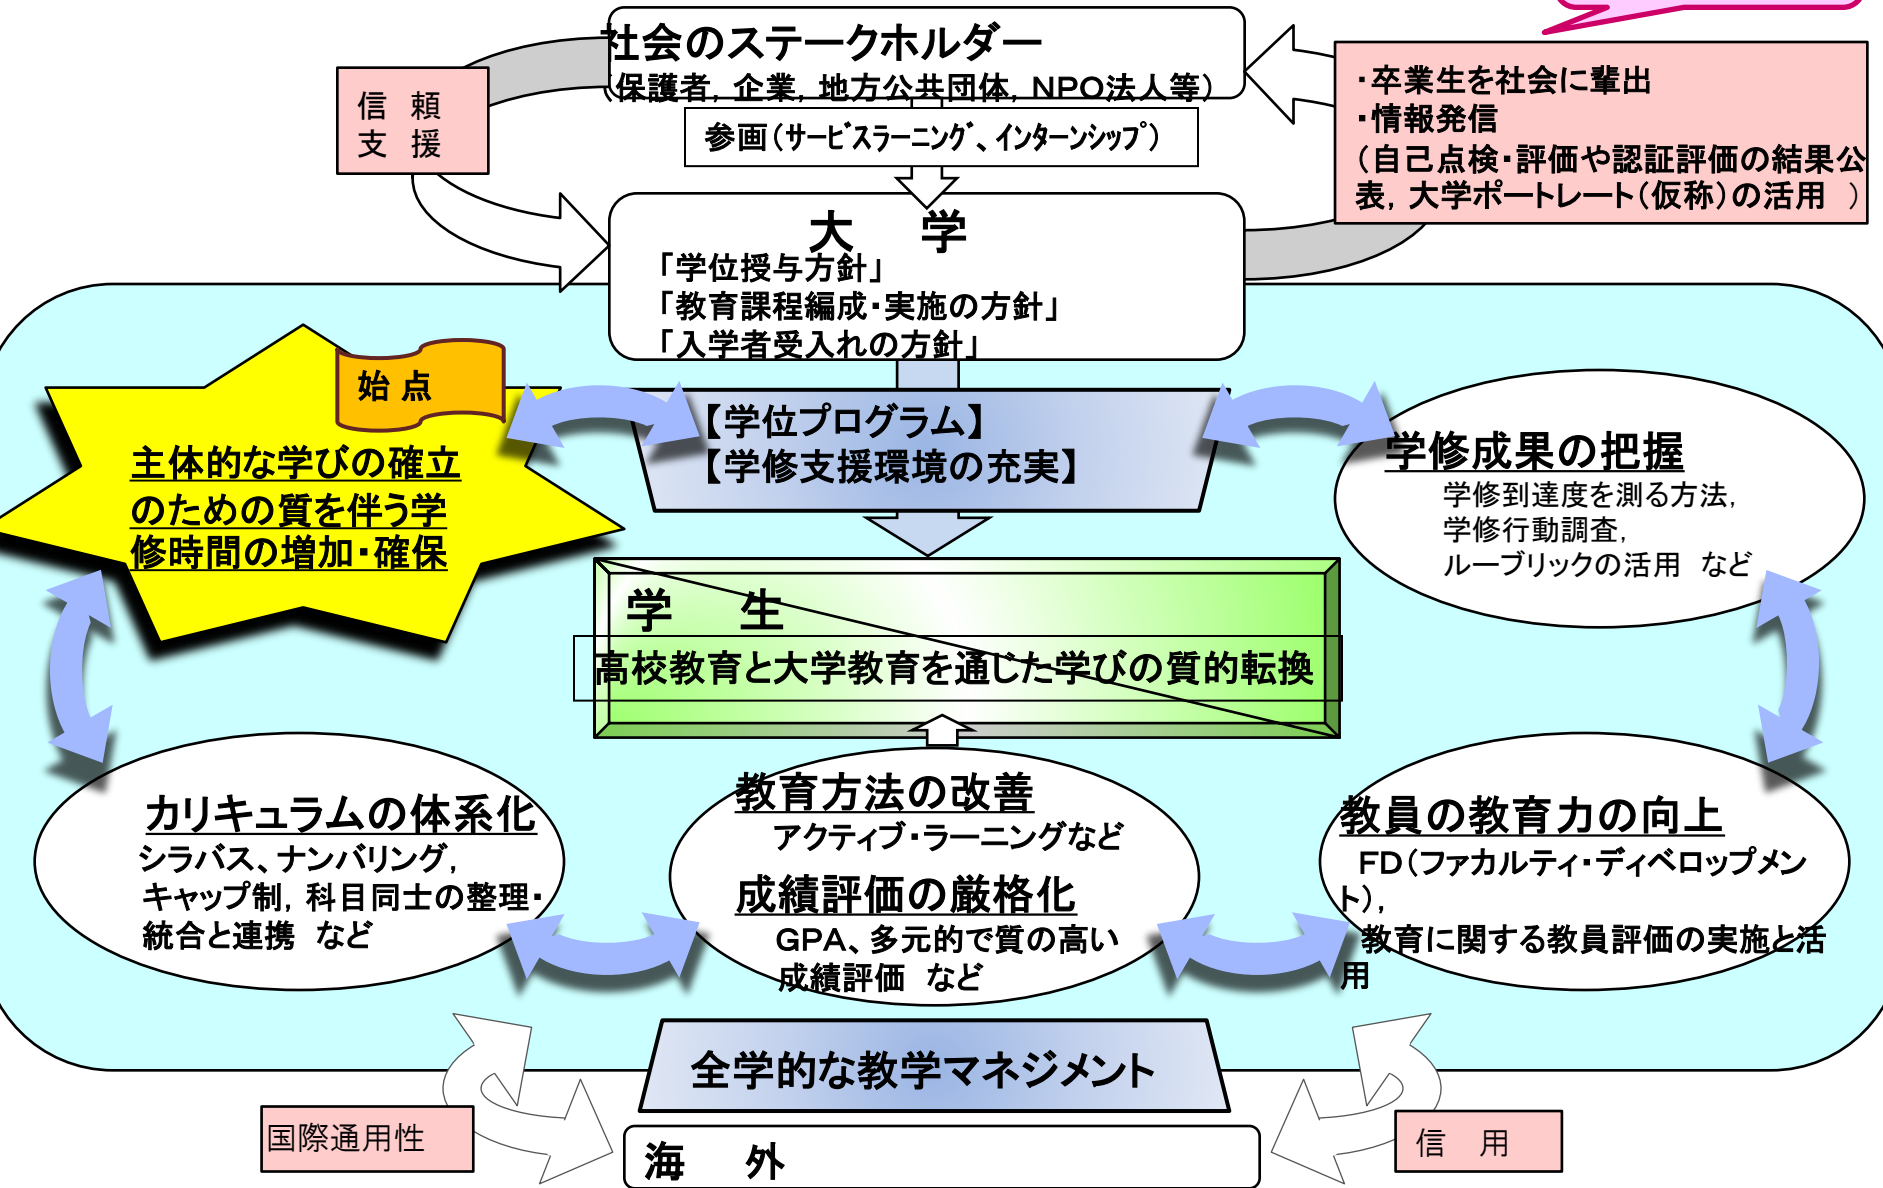 社会のステークホルダー
（保護者，企業，地方公共団体，ＮＰＯ法人等）
信　頼
支　援
参画（サービスラーニング、インターンシップ）
・卒業生を社会に輩出
・情報発信
（自己点検・評価や認証評価の結果公
表，大学ポートレート（仮称）の活用　）
大　学
「学位授与方針」
「教育課程編成・実施の方針」
「入学者受入れの方針」
始 点
主体的な学びの確立
のための質を伴う学
修時間の増加・確保
【学位プログラム】
【学修支援環境の充実】
学修成果の把握
学修到達度を測る方法，
学修行動調査，
ルーブリックの活用　など
学　生
高校教育と大学教育を通じた学びの質的転換
カリキュラムの体系化
シラバス、ナンバリング，
キャップ制，科目同士の整理・
統合と連携　など
教育方法の改善
アクティブ・ラーニングなど
成績評価の厳格化
ＧＰＡ、多元的で質の高い
成績評価　など
教員の教育力の向上
ＦＤ（ファカルティ・ディベロップメン
ト），
教育に関する教員評価の実施と活
用
全学的な教学マネジメント
国際通用性
信　用
海　外